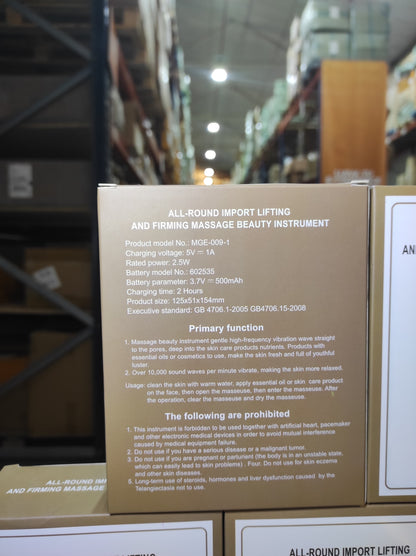 ALL-ROUND IMPORT LIFTING
AND FIRMING MASSAGE BEAUTY INSTRUMENT
Product model No.: MGE-009-1
Charging voltage: 5V ⎓ 1A
Rated power: 2.5W
Battery model No.: 602535
Battery parameter: 3.7V ⎓ 500mAh
Charging time: 2 Hours
Product size: 125x51x154mm
Executive standard: GB 4706.1-2005 GB4706.15-2008
Primary function
1. Massage beauty instrument gentle high-frequency vibration wave straight
to the pores, deep into the skin care products nutrients. Products with
essential oils or cosmetics to use, make the skin fresh and full of youthful
luster.
2. Over 10,000 sound waves per minute vibrate, making the skin more relaxed.
Usage: clean the skin with warm water, apply essential oil or skin care product
on the face, then open the masseuse, then enter the masseuse. After
the operation, clear the masseuse and dry the masseuse.
The following are prohibited
1. This instrument is forbidden to be used together with artificial heart, pacemaker
and other electronic medical devices in order to avoid mutual interference
caused by medical equipment failure.
2. Do not use if you have a serious disease or a malignant tumor.
3. Do not use if you are pregnant or parturient (the body is in an unstable state,
which can easily lead to skin problems) . Four. Do not use for skin eczema
and other skin diseases.
5. Long-term use of steroids, hormones and liver dysfunction caused by the
Telangiectasis not to use.
ALL-ROUND IM
AND FIRMING MASSAGE
ALL-ROUND IMPORT LIFTING
ALL-ROUND IMPORT
AN